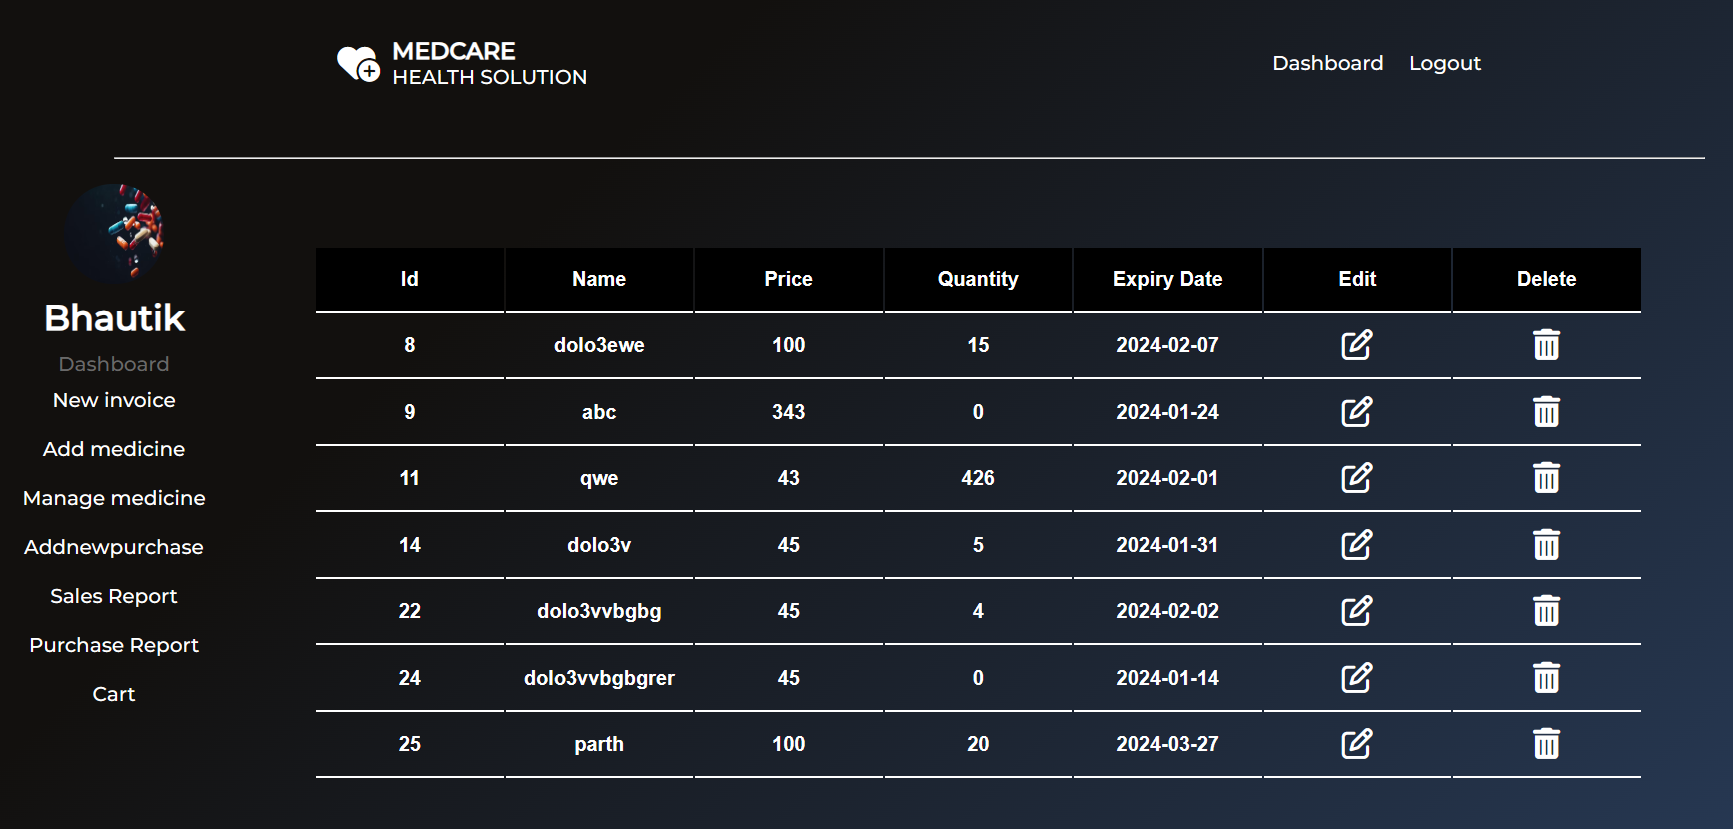 MEDCARE
HEALTH SOLUTION
Dashboard Logout
Bhautik
Dashboard
New invoice
Add medicine
Manage medicine
Addnewpurchase
Sales Report
Purchase Report
Cart
Id Name Price Quantity Expiry Date Edit Delete
8 dolo3ewe 100 15 2024-02-07
9 abc 343 0 2024-01-24
11 qwe 43 426 2024-02-01
14 dolo3v 45 5 2024-01-31
22 dolo3vvbgbg 45 4 2024-02-02
24 dolo3vvbgbgrer 45 0 2024-01-14
25 parth 100 20 2024-03-27